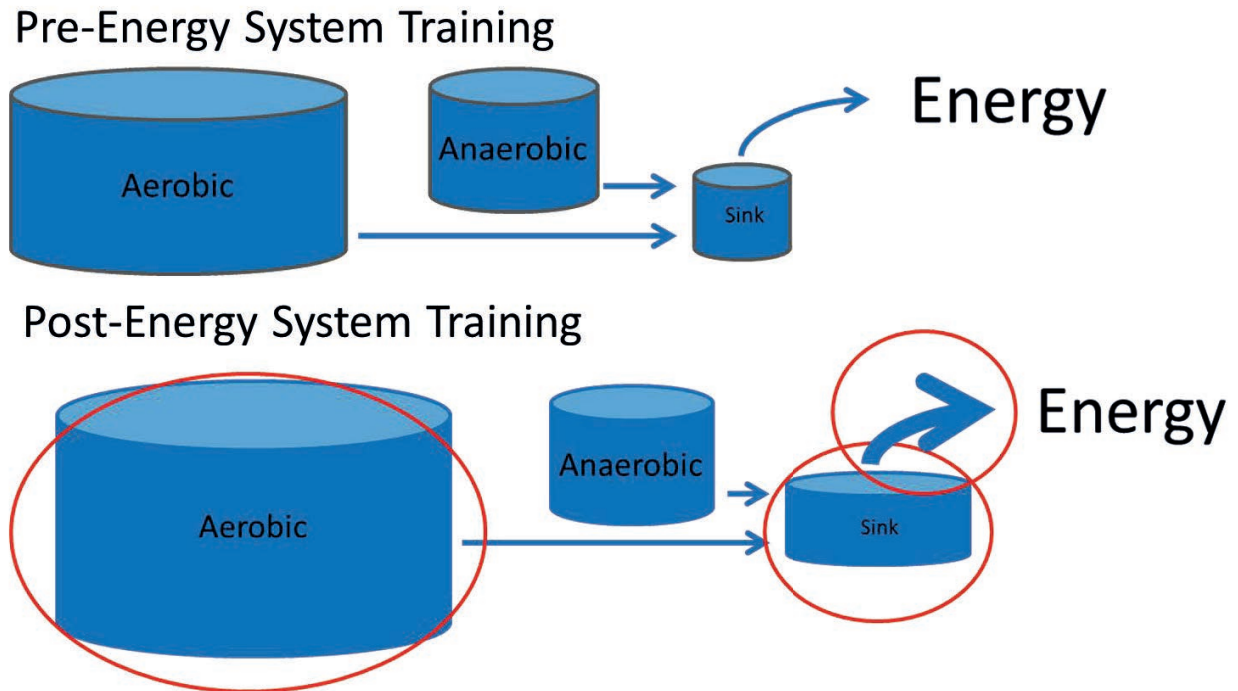 Pre-Energy System Training
Energy
Anaerobic
Aerobic
Sink
Post-Energy System Training
Energy
Anaerobic
Aerobic
Sink